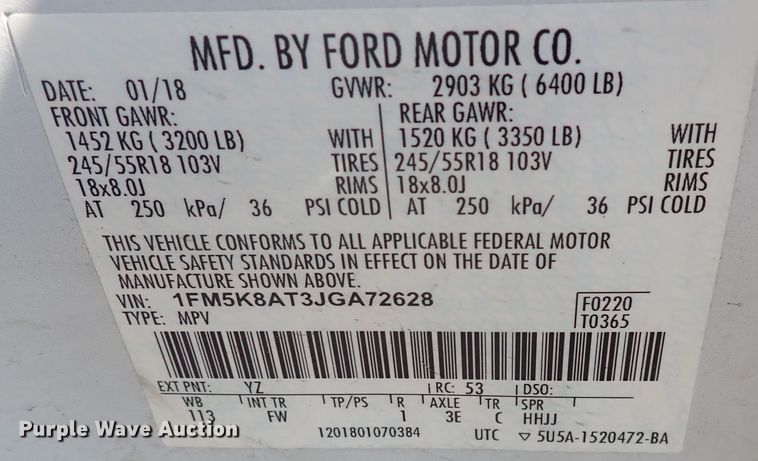 MFD. BY FORD MOTOR CO.
DATE: 01/18 GVWR: 2903 KG ( 6400 LB)
FRONT GAWR: REAR GAWR:
1452 KG ( 3200 LB) WITH 1520 KG ( 3350 LB) WITH
245/55R18 103V TIRES 245/55R18 103V TIRES
18x8.0J RIMS 18x8.0J RIMS
AT 250 kPa/ 36 PSI COLD AT 250 kPa/ 36 PSI COLD
THIS VEHICLE CONFORMS TO ALL APPLICABLE FEDERAL MOTOR
VEHICLE SAFETY STANDARDS IN EFFECT ON THE DATE OF
MANUFACTURE SHOWN ABOVE.
VIN: 1FM5K8AT3JGA72628 F0220
TYPE: MPV T0365
EXT PNT: YZ RC: 53 DSO:
WB INT TR TP/PS R AXLE TR SPR
113 FW 1 3E C HHJJ
1201801070384 UTC ▽ 5U5A-1520472-BA
Purple Wave Auction